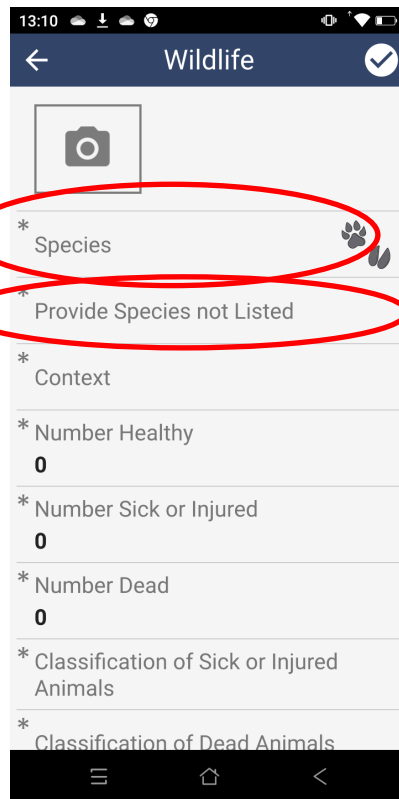 13:10
Wildlife
*
Species
*
Provide Species not Listed
*
Context
* Number Healthy
0
* Number Sick or Injured
0
* Number Dead
0
* Classification of Sick or Injured
Animals
*
Classification of Dead Animals